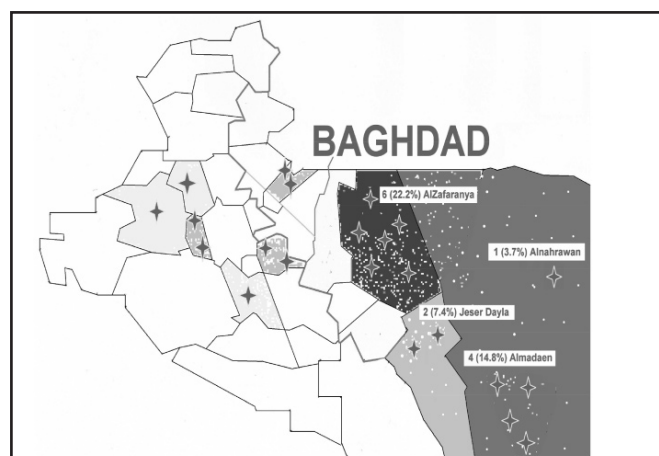 BAGHDAD
6 (22.2%) AlZafaranya
1 (3.7%) Alnahrawan
2 (7.4%) Jeser Dayla
4 (14.8%) Almadaen